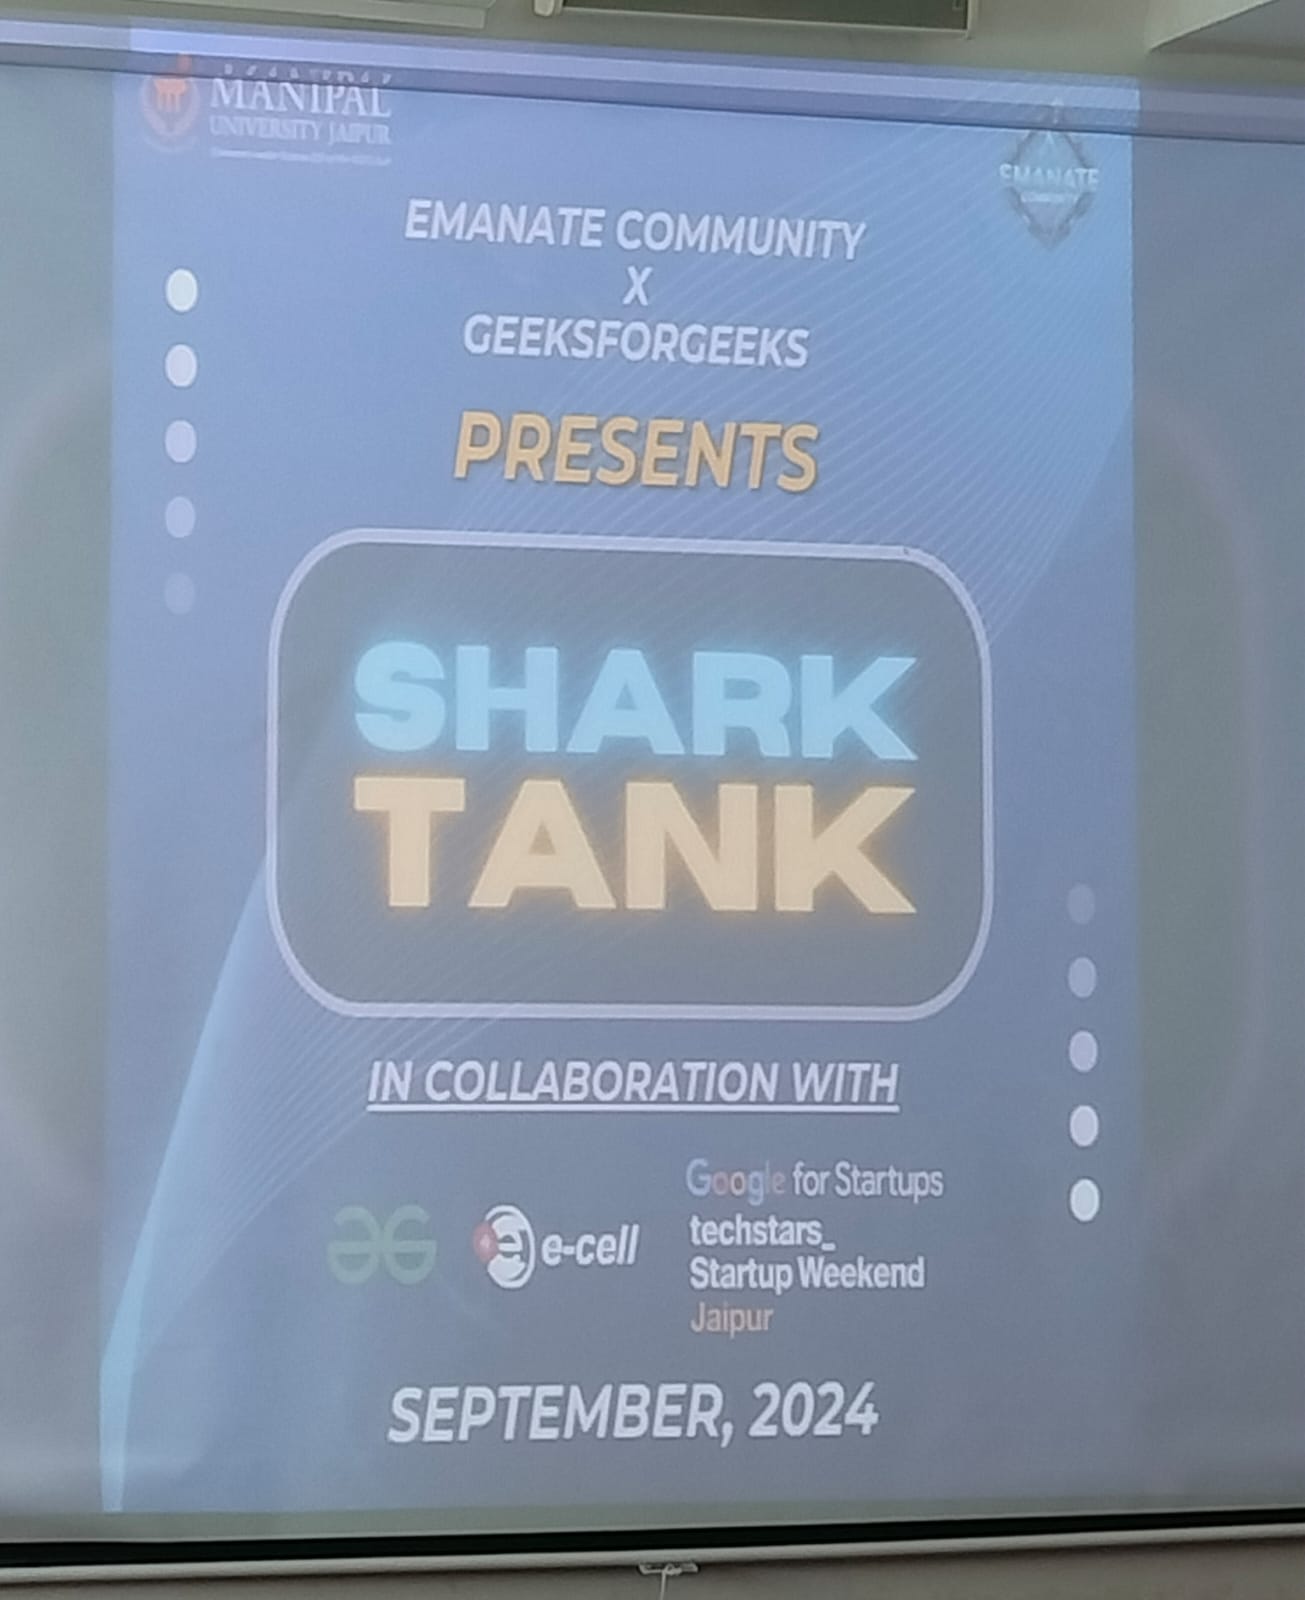 MANIPAL
UNIVERSITY JAIPUR
EMANATE
EMANATE COMMUNITY
X
GEEKSFORGEEKS
PRESENTS
SHARK
TANK
IN COLLABORATION WITH
e-cell
Google for Startups
techstars_
Startup Weekend
Jaipur
SEPTEMBER, 2024